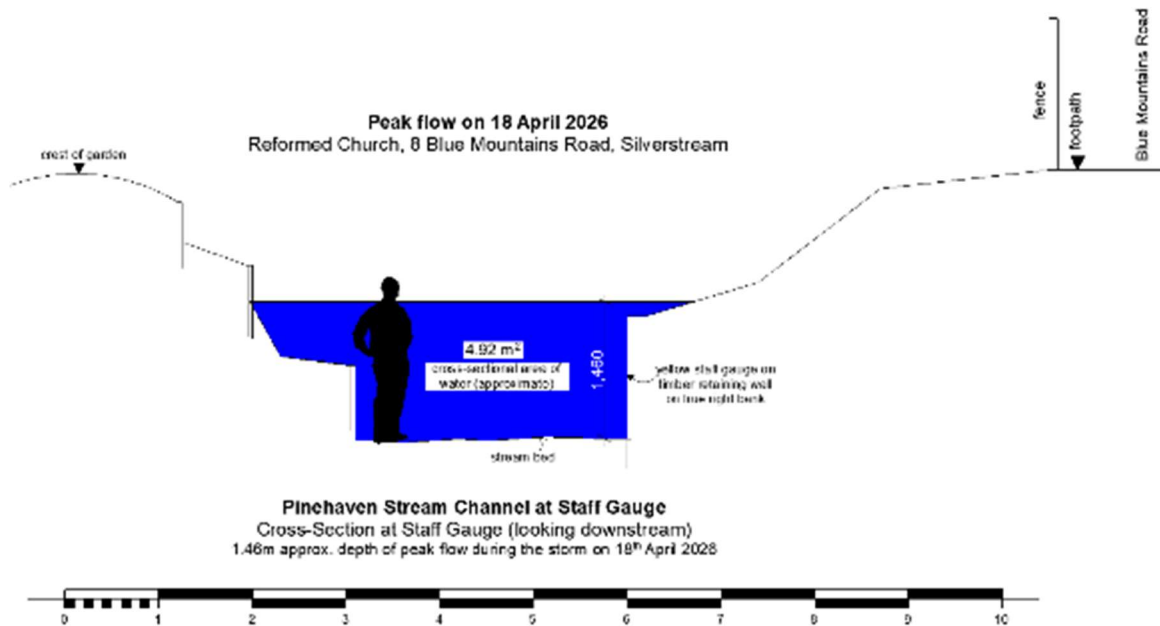 Peak flow on 18 April 2026
Reformed Church, 8 Blue Mountains Road, Silverstream
crest of garden
fence
footpath
Blue Mountains Road
4.92 m²
cross-sectional area of
water (approximate)
1,460
yellow staff gauge on
timber retaining wall
on true right bank
stream bed
Pinehaven Stream Channel at Staff Gauge
Cross-Section at Staff Gauge (looking downstream)
1.46m approx. depth of peak flow during the storm on 18th April 2026
0 1 2 3 4 5 6 7 8 9 10